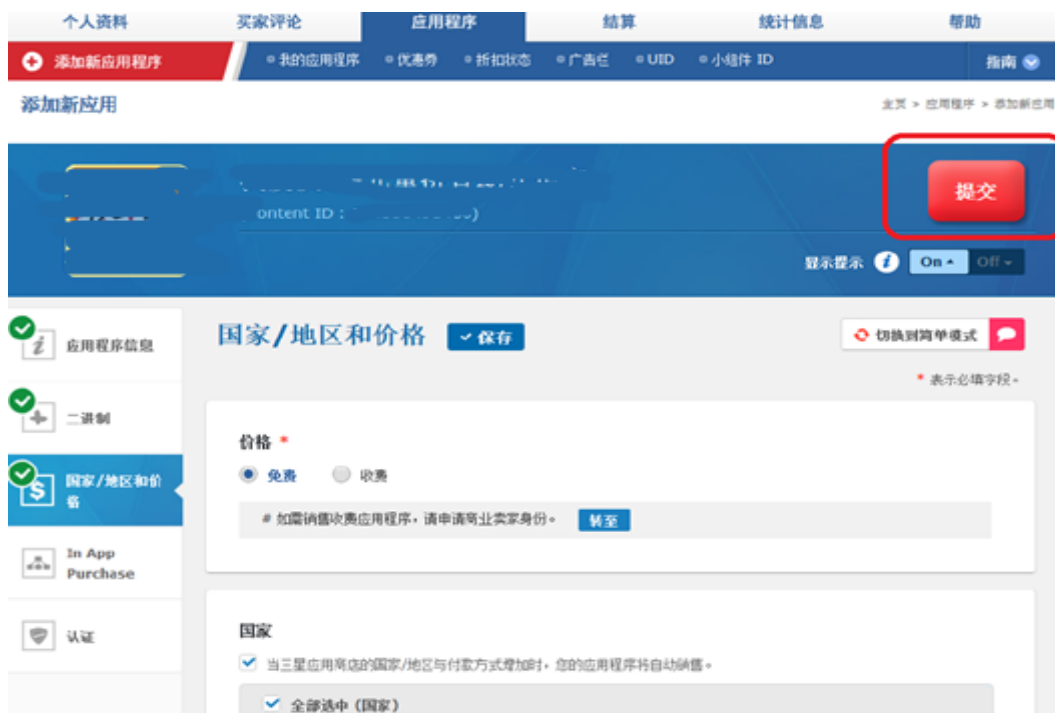 个人资料 买家评论 应用程序 结算 统计信息 帮助
添加新应用程序 我的应用程序 优惠券 折扣状态 广告栏 UID 小组件 ID 指南
添加新应用 主页 > 应用程序 > 添加新应用
提交
ontent ID :
显示提示 On Off
国家/地区和价格 保存 切换到简单模式
* 表示必填字段。
应用程序信息
二进制
国家/地区和价格
In App
Purchase
认证
价格 *
免费 收费
# 如需销售收费应用程序,请申请商业卖家身份。 转至
国家
当三星应用商店的国家/地区与付款方式增加时,您的应用程序将自动销售。
全部选中(国家)